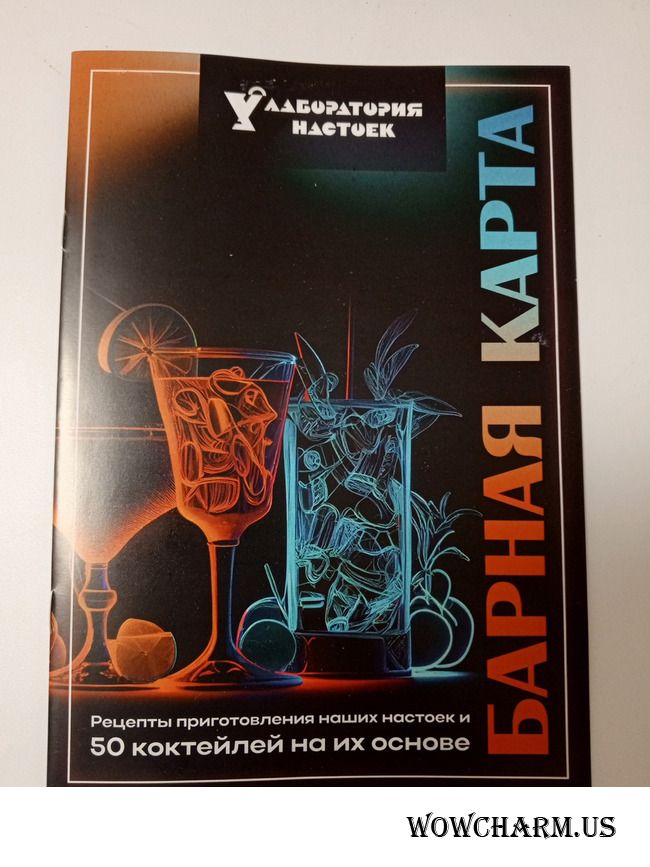 ЛАБОРАТОРИЯ
НАСТОЕК
БАРНАЯ КАРТА
Рецепты приготовления наших настоек и
50 коктейлей на их основе
WOWCHARM.US